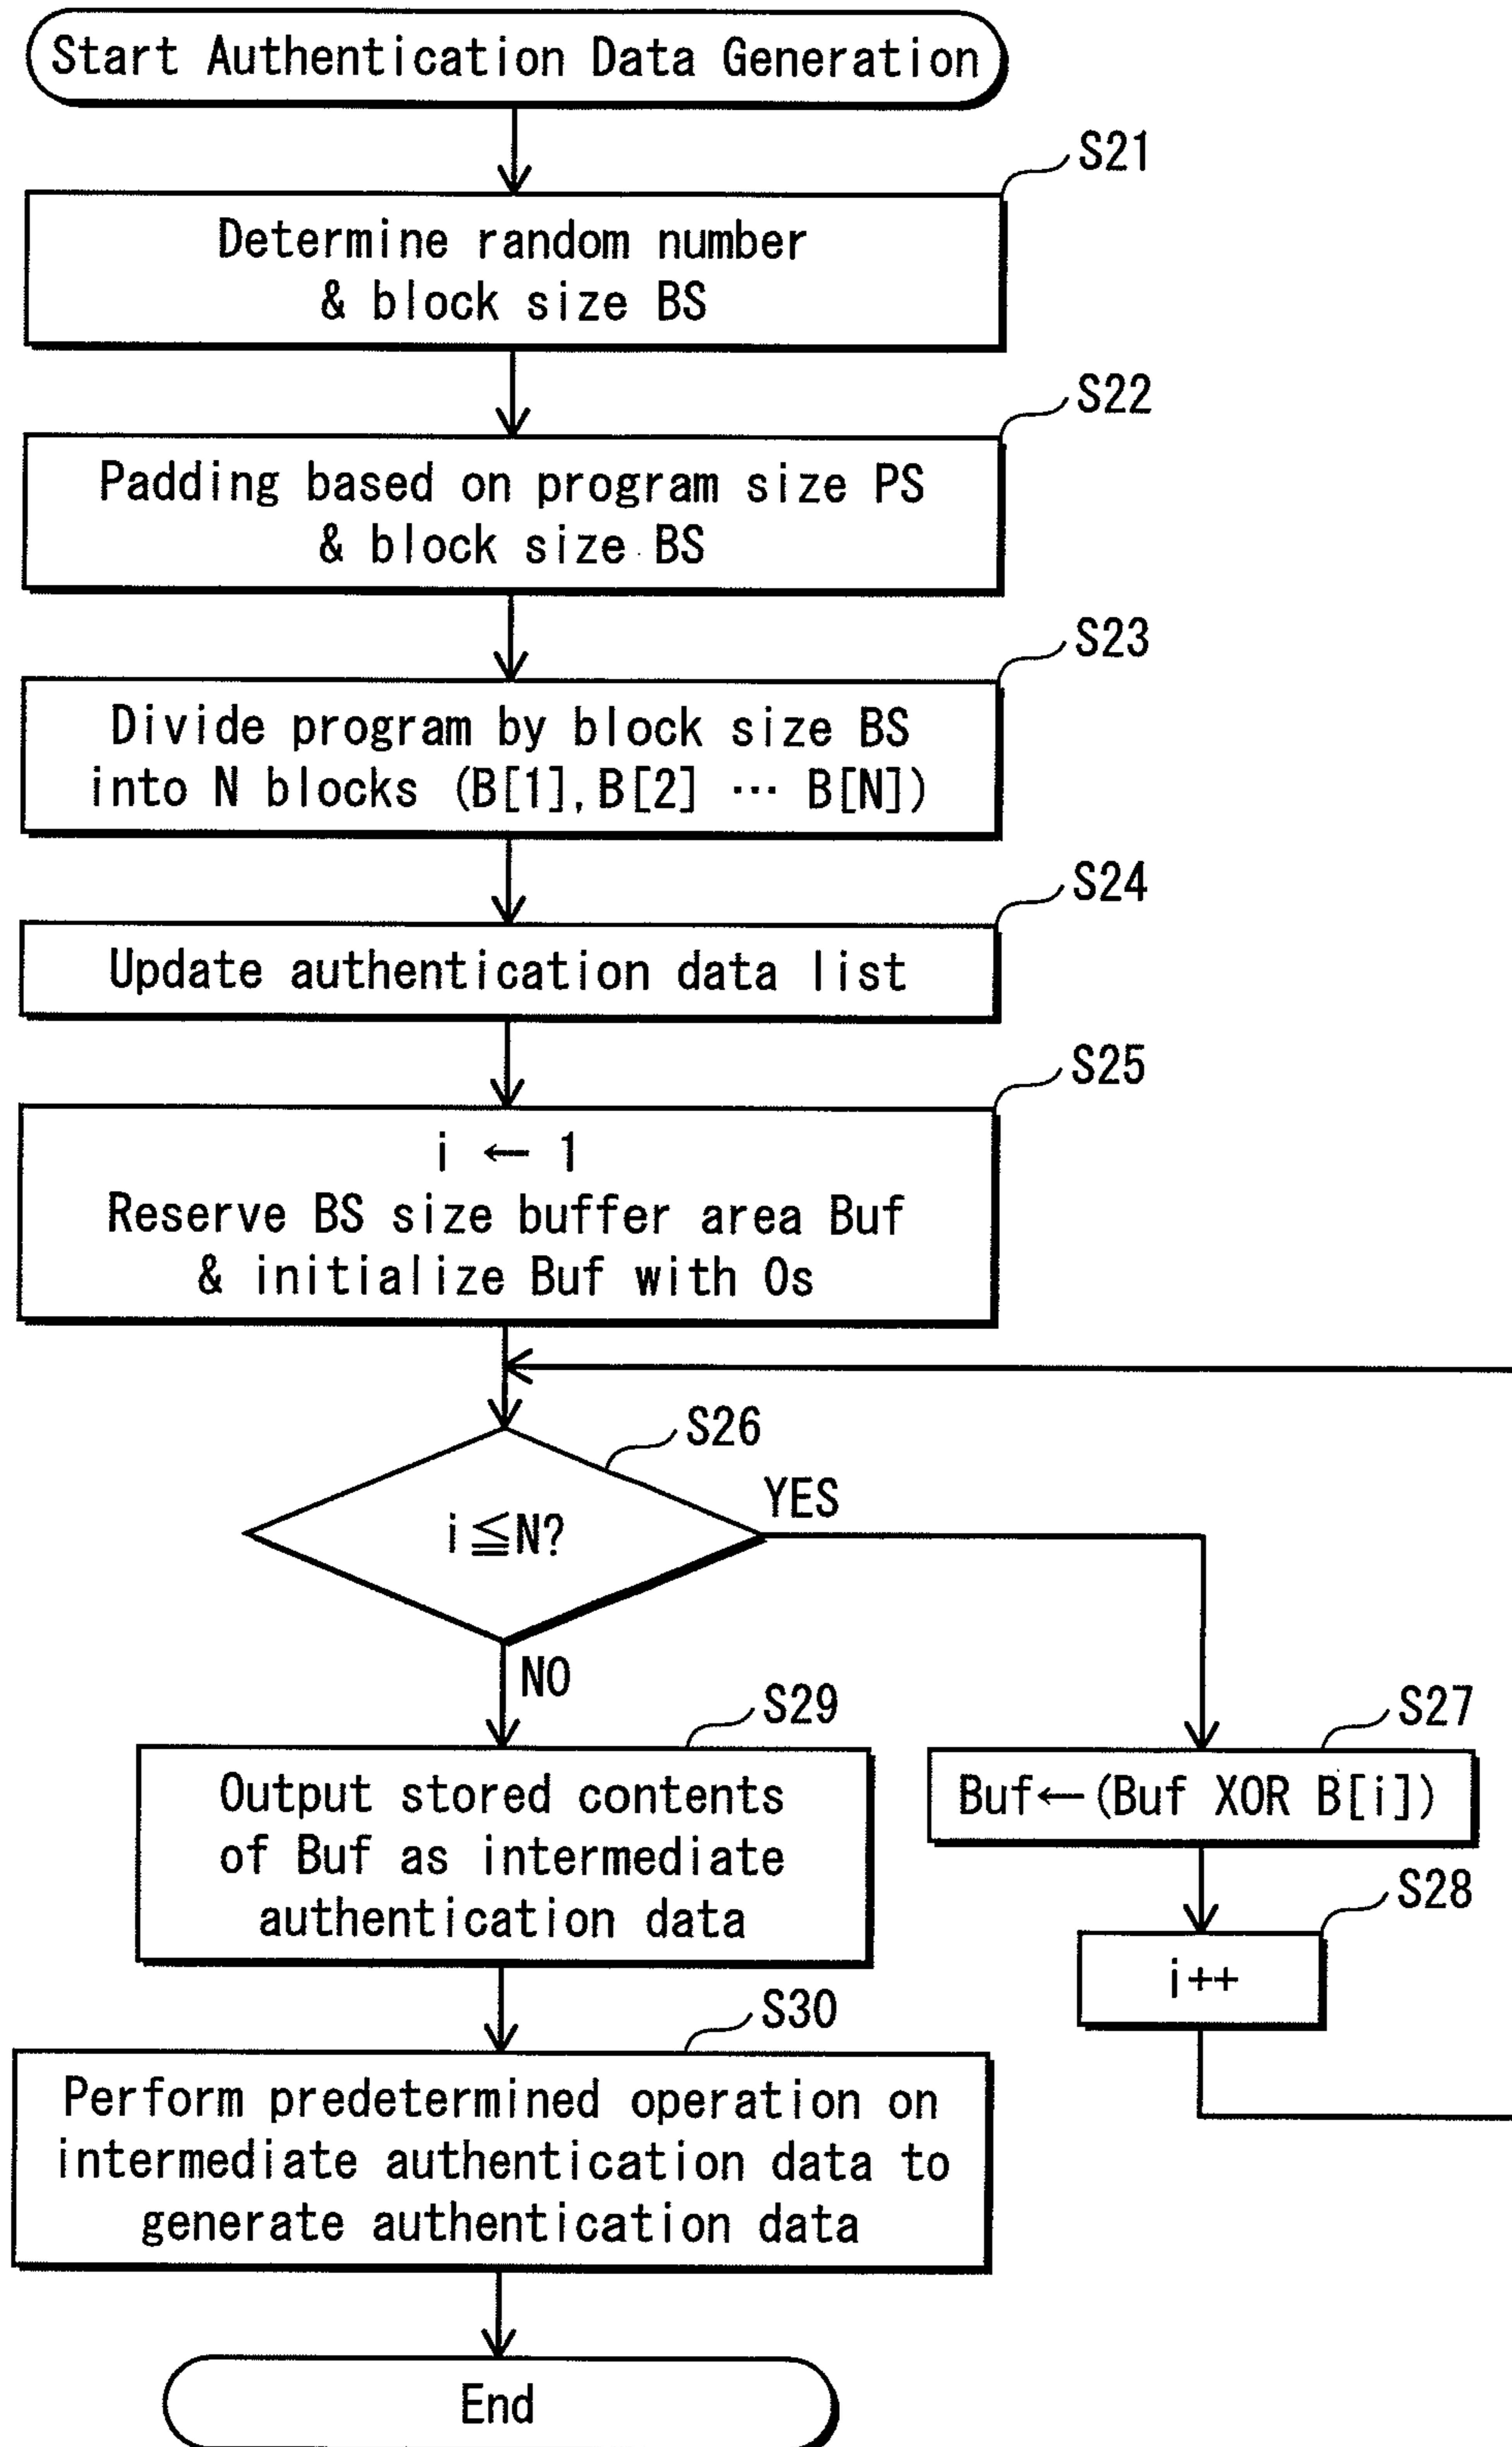 Start Authentication Data Generation
S21
Determine random number
& block size BS
S22
Padding based on program size PS
& block size BS
S23
Divide program by block size BS
into N blocks (B[1], B[2] ··· B[N])
S24
Update authentication data list
S25
i ← 1
Reserve BS size buffer area Buf
& initialize Buf with 0s
S26
i≦N?
YES
NO
S27
Buf←(Buf XOR B[i])
S28
i++
S29
Output stored contents
of Buf as intermediate
authentication data
S30
Perform predetermined operation on
intermediate authentication data to
generate authentication data
End